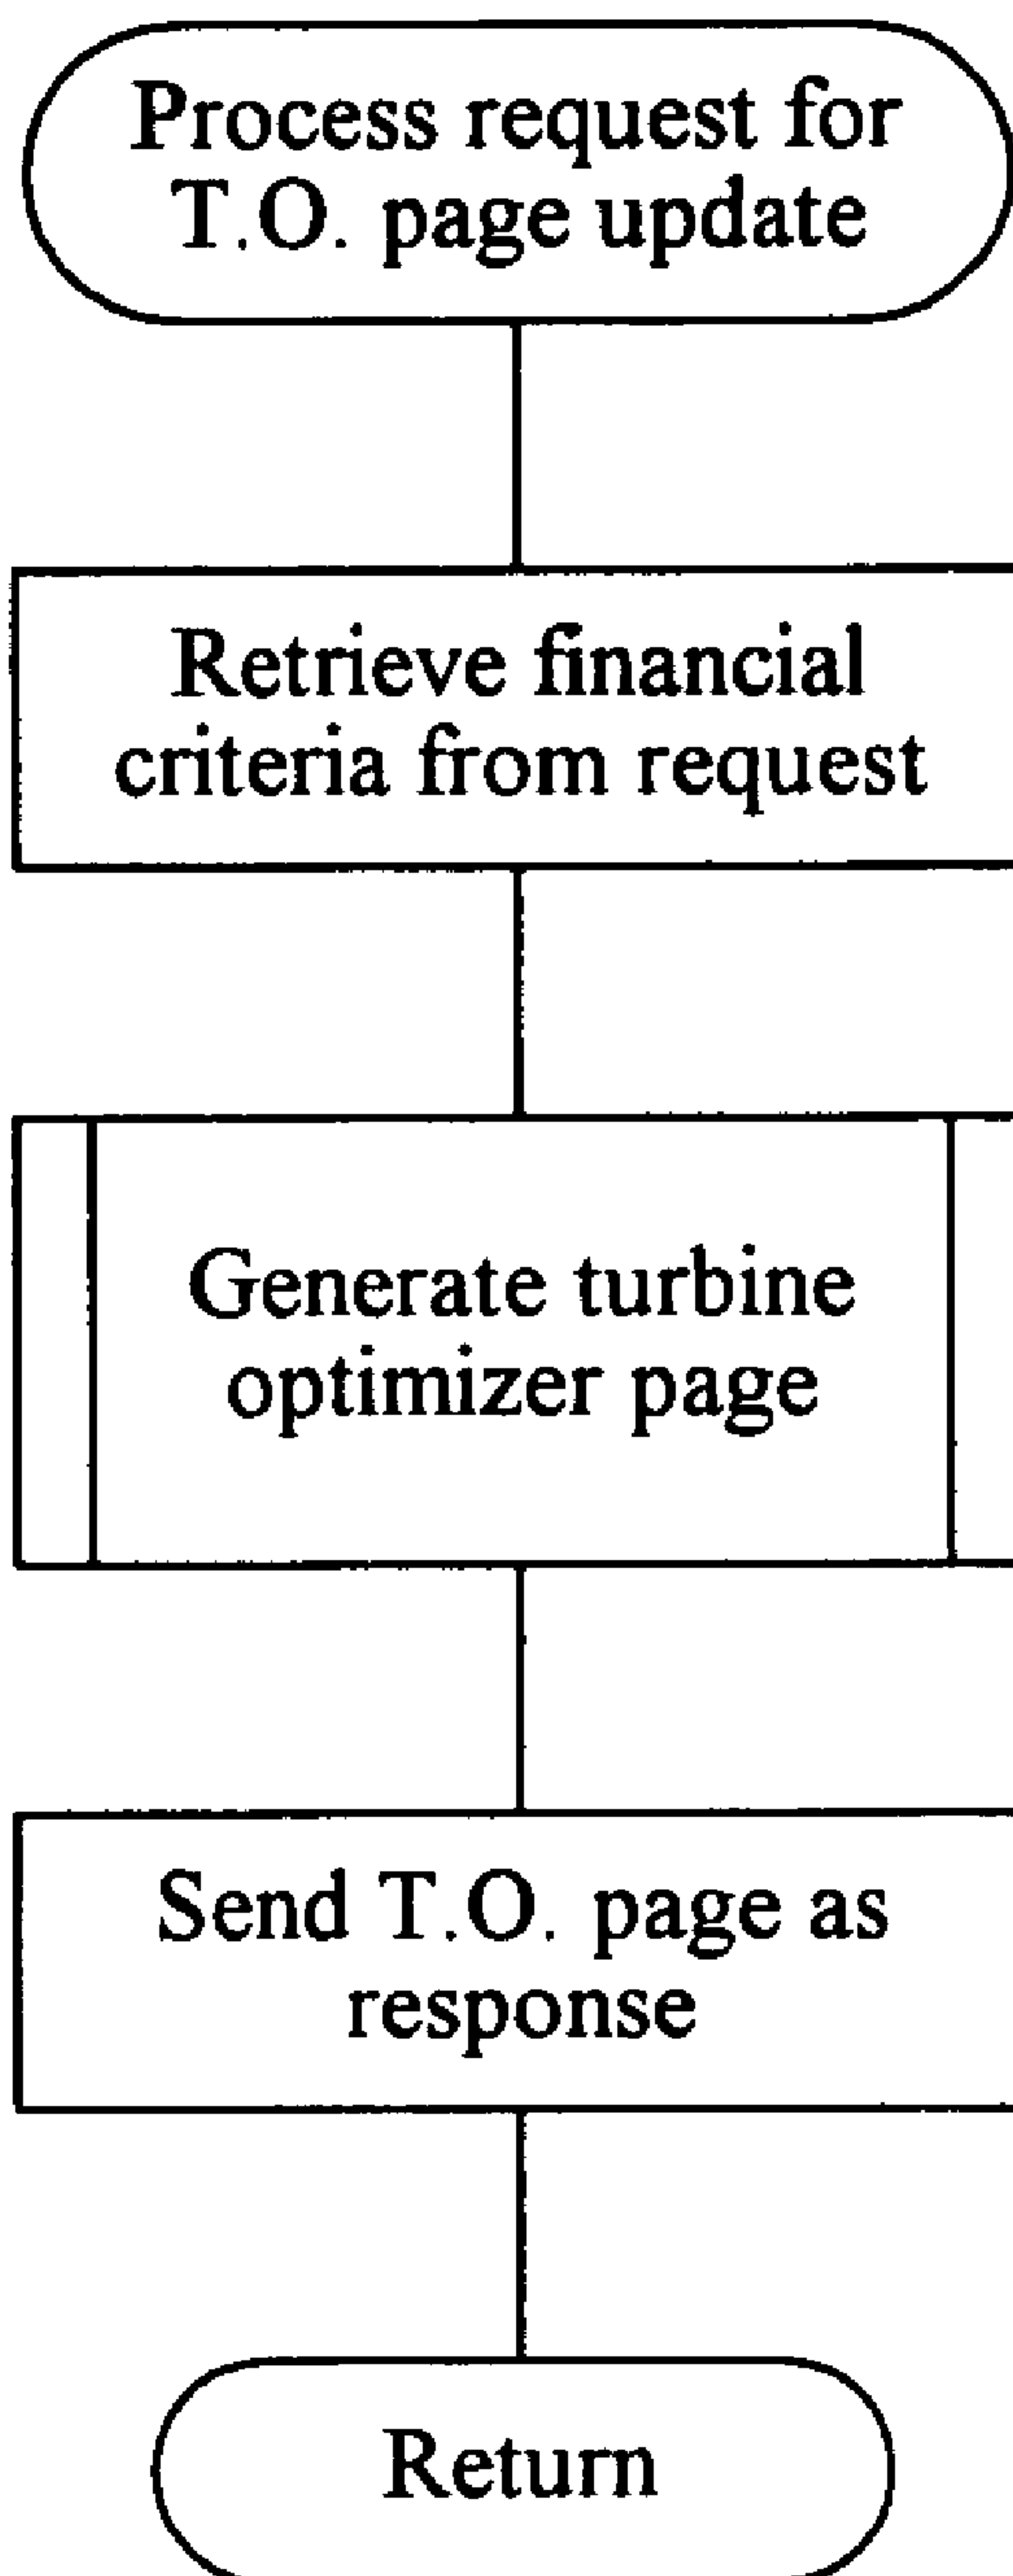 Process request for
T.O. page update
Retrieve financial
criteria from request
Generate turbine
optimizer page
Send T.O. page as
response
Return